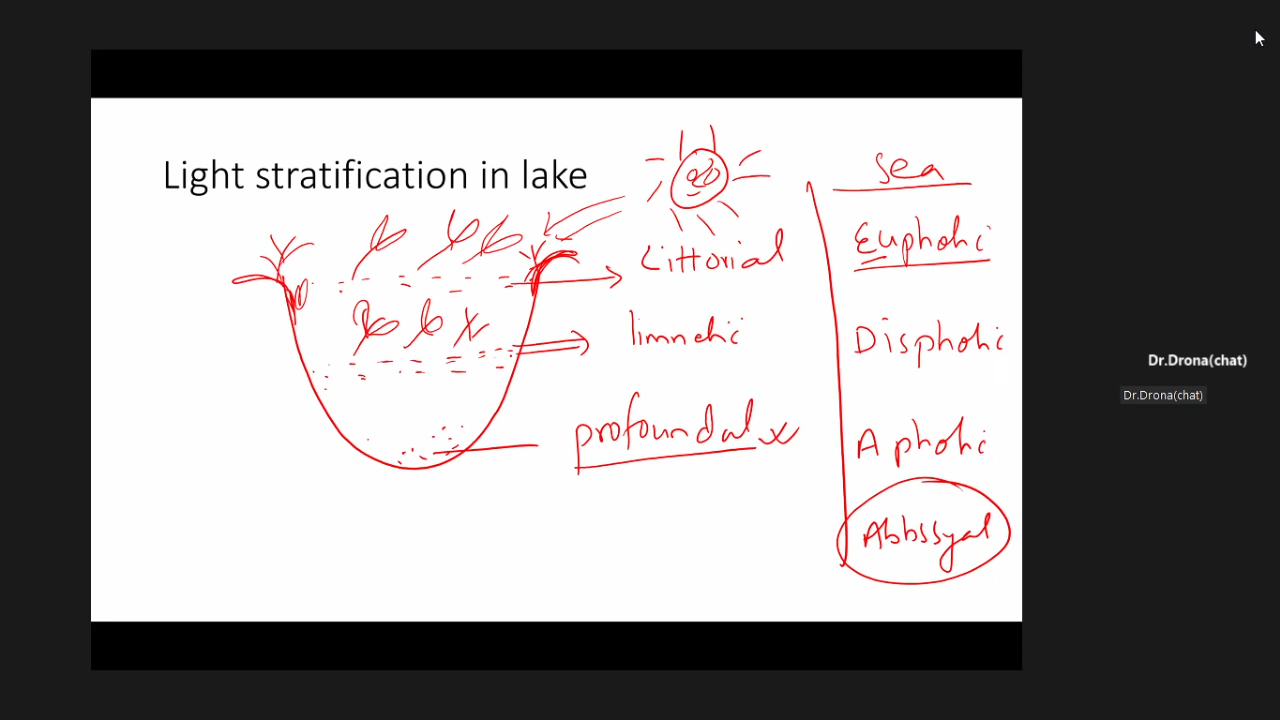 Light stratification in lake
Littorial
limnetic
profoundal x
sea
Euphotic
Disphotic
Aphotic
Abbssyal
Dr.Drona(chat)
Dr.Drona(chat)